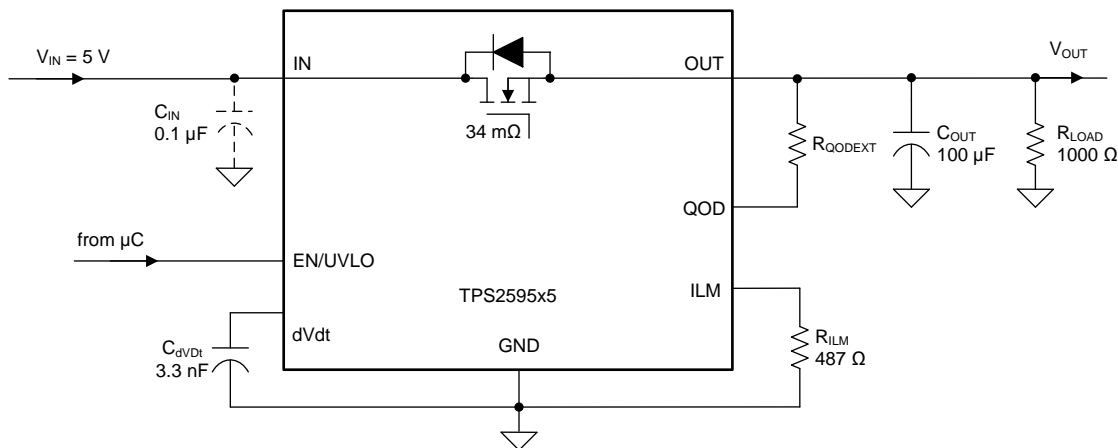 V_IN = 5 V
IN
OUT
V_OUT
C_IN
0.1 µF
34 mΩ
R_QODEXT
C_OUT
100 µF
R_LOAD
1000 Ω
QOD
from µC
EN/UVLO
TPS2595x5
ILM
dVdt
GND
C_dVDt
3.3 nF
R_ILM
487 Ω